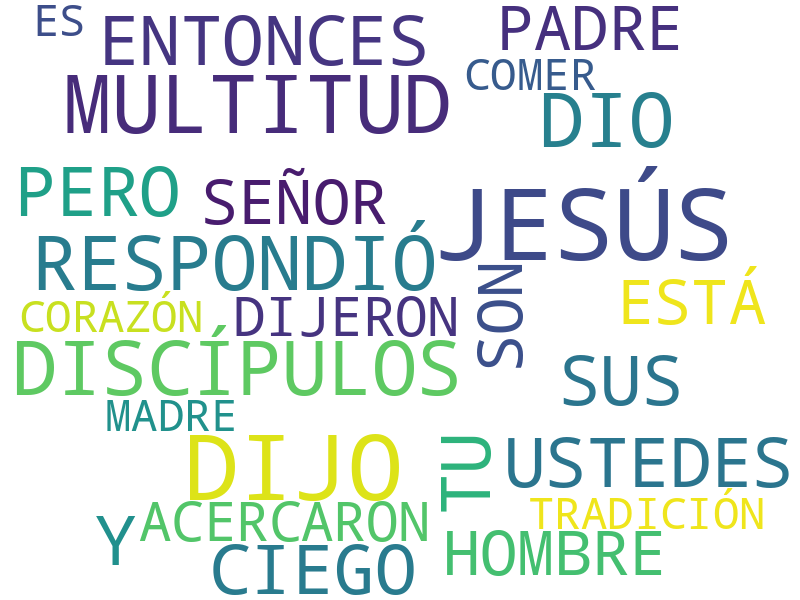 ES
ENTONCES
PADRE
COMER
MULTITUD
DIO
PERO
SEÑOR
JESÚS
RESPONDIÓ
SON
ESTÁ
CORAZÓN
DIJERON
DISCÍPULOS
SUS
MADRE
DIJO
TU
USTEDES
ACERCARON
TRADICIÓN
Y
CIEGO
HOMBRE